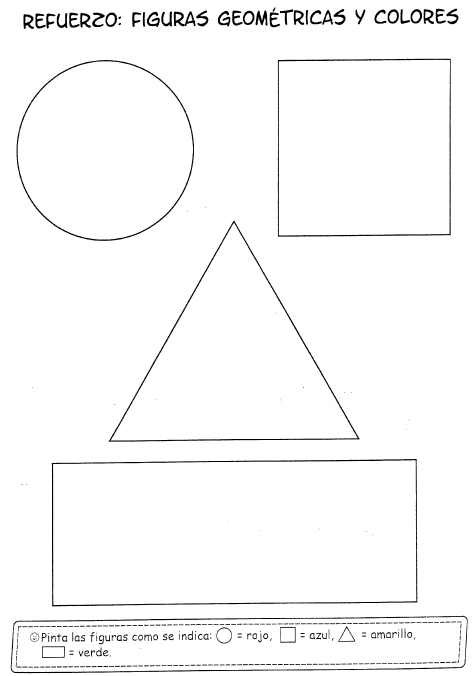 REFUERZO: FIGURAS GEOMÉTRICAS Y COLORES
Pinta las figuras como se indica: = rojo, = azul, = amarillo,
= verde.